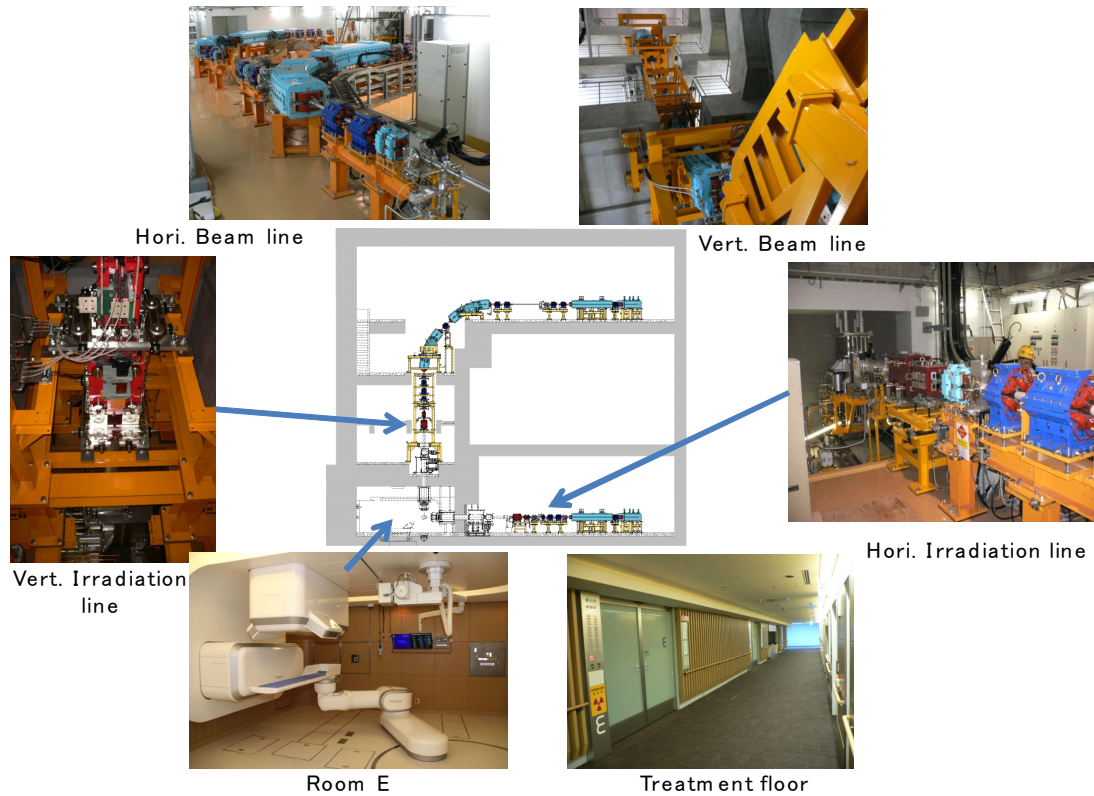 Hori. Beam line
Vert. Beam line
Vert. Irradiation
line
Hori. Irradiation line
E
E
Room E
Treatment floor